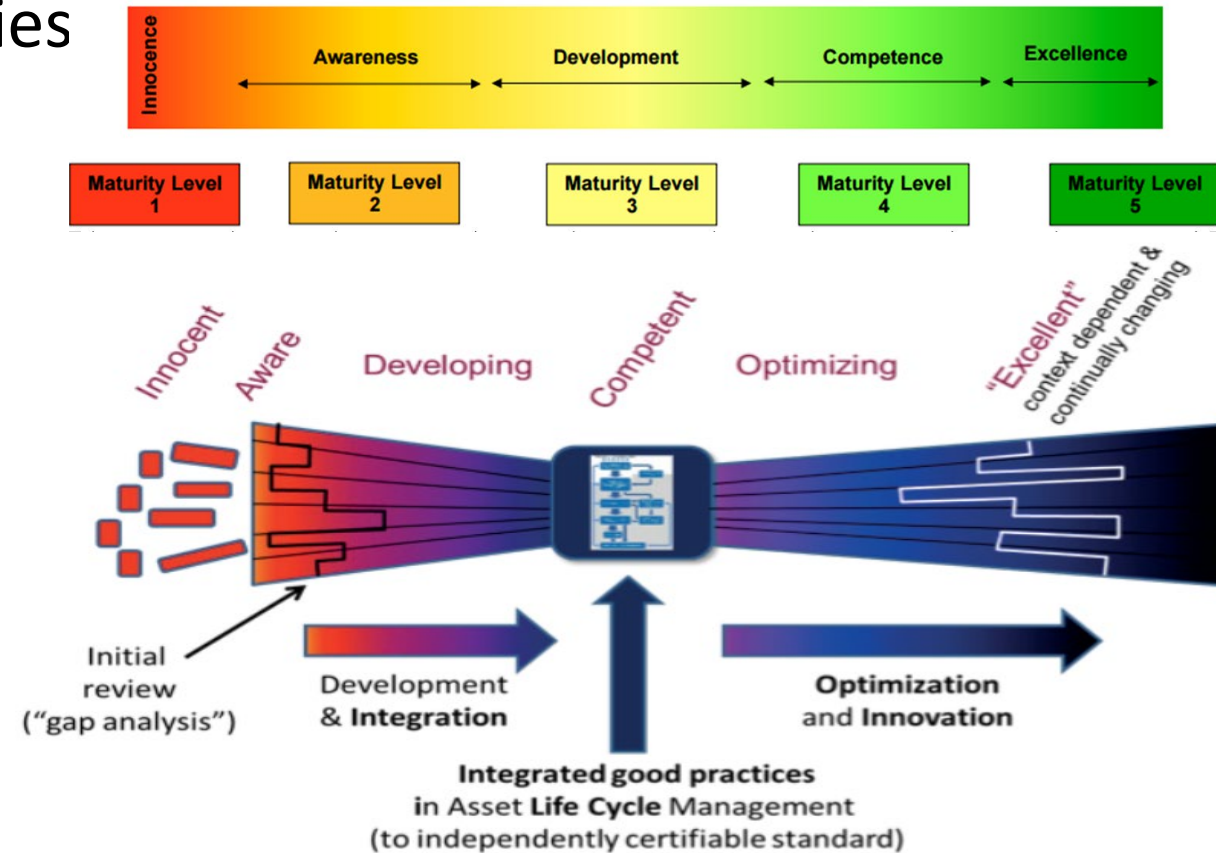 ies
Innocence
Awareness
Development
Competence
Excellence
Maturity Level
1
Maturity Level
2
Maturity Level
3
Maturity Level
4
Maturity Level
5
Innocent
Aware
Developing
Competent
Optimizing
“Excellent”
context dependent &
continually changing
Initial
review
(“gap analysis”)
Development
& Integration
Optimization
and Innovation
Integrated good practices
in Asset Life Cycle Management
(to independently certifiable standard)